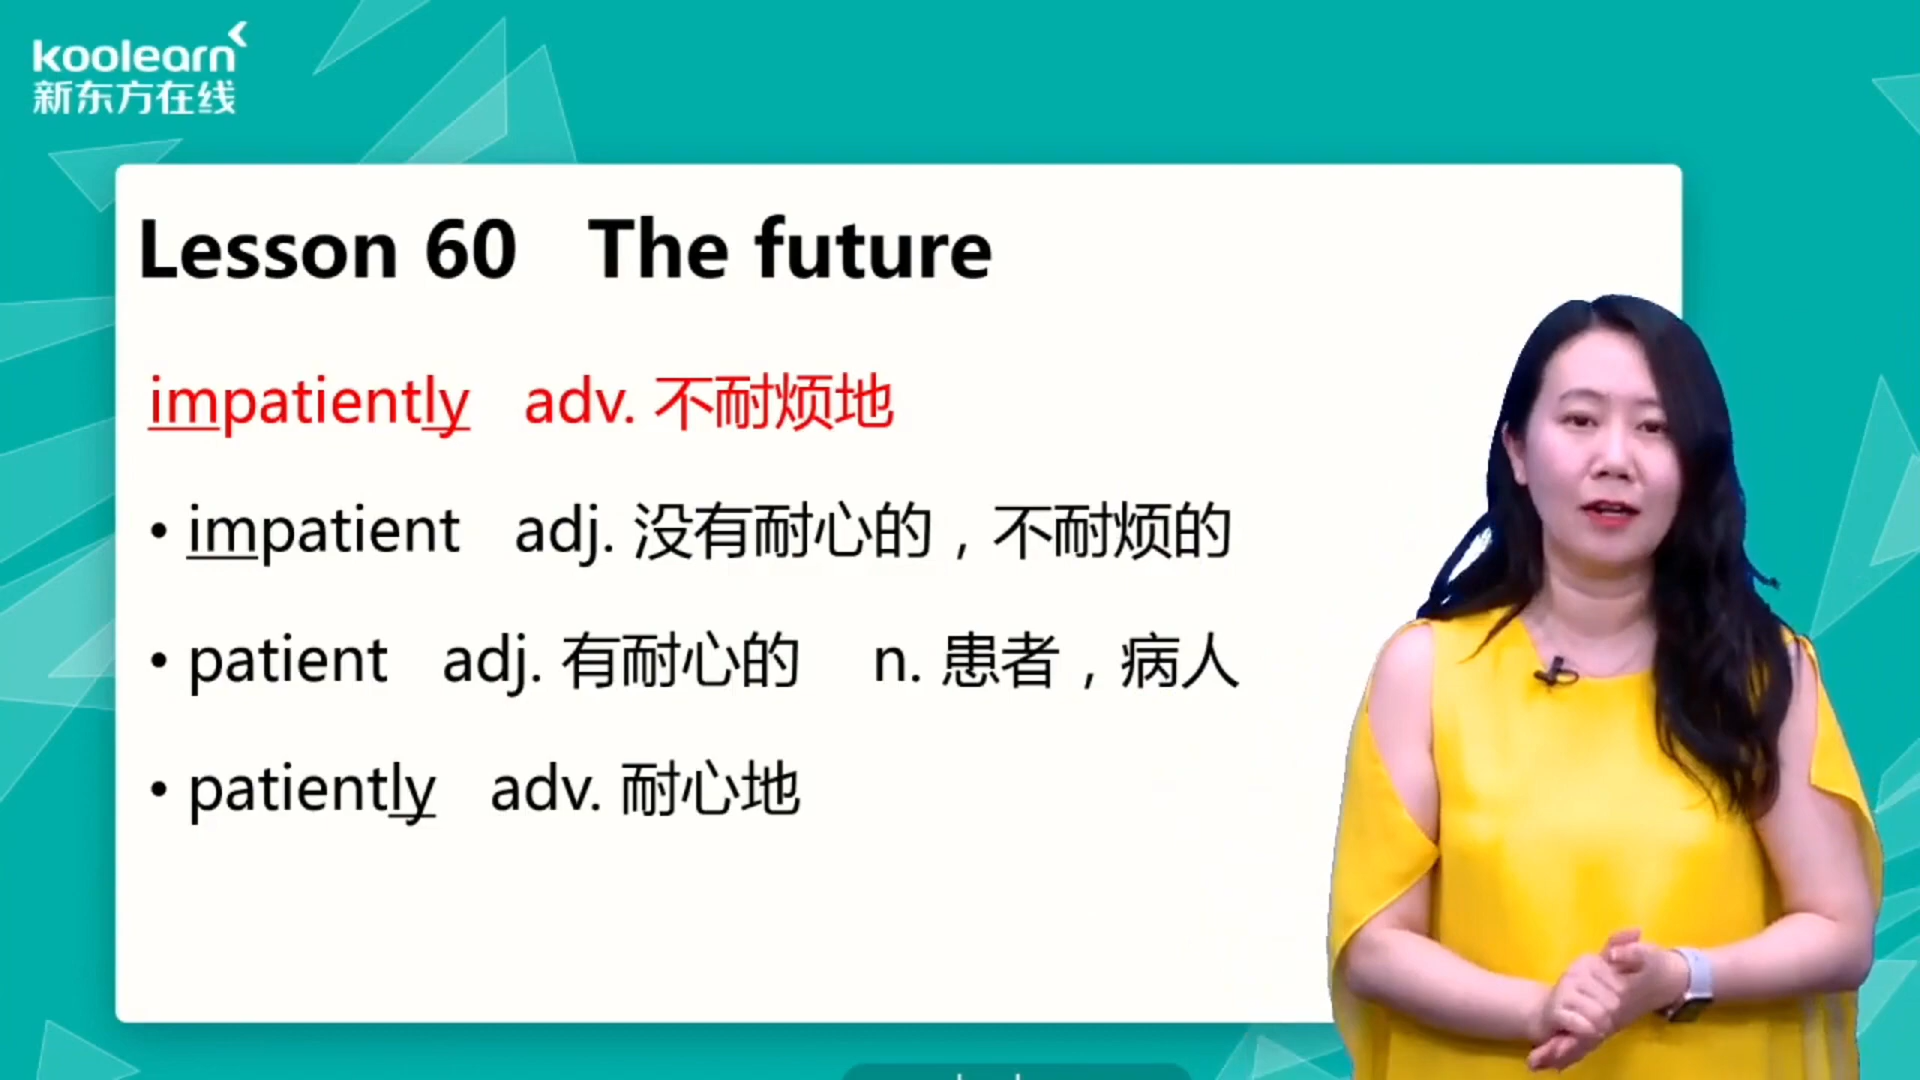 koolearn
新东方在线
Lesson 60 The future
impatiently adv. 不耐烦地
• impatient adj. 没有耐心的，不耐烦的
• patient adj. 有耐心的 n. 患者，病人
• patiently adv. 耐心地